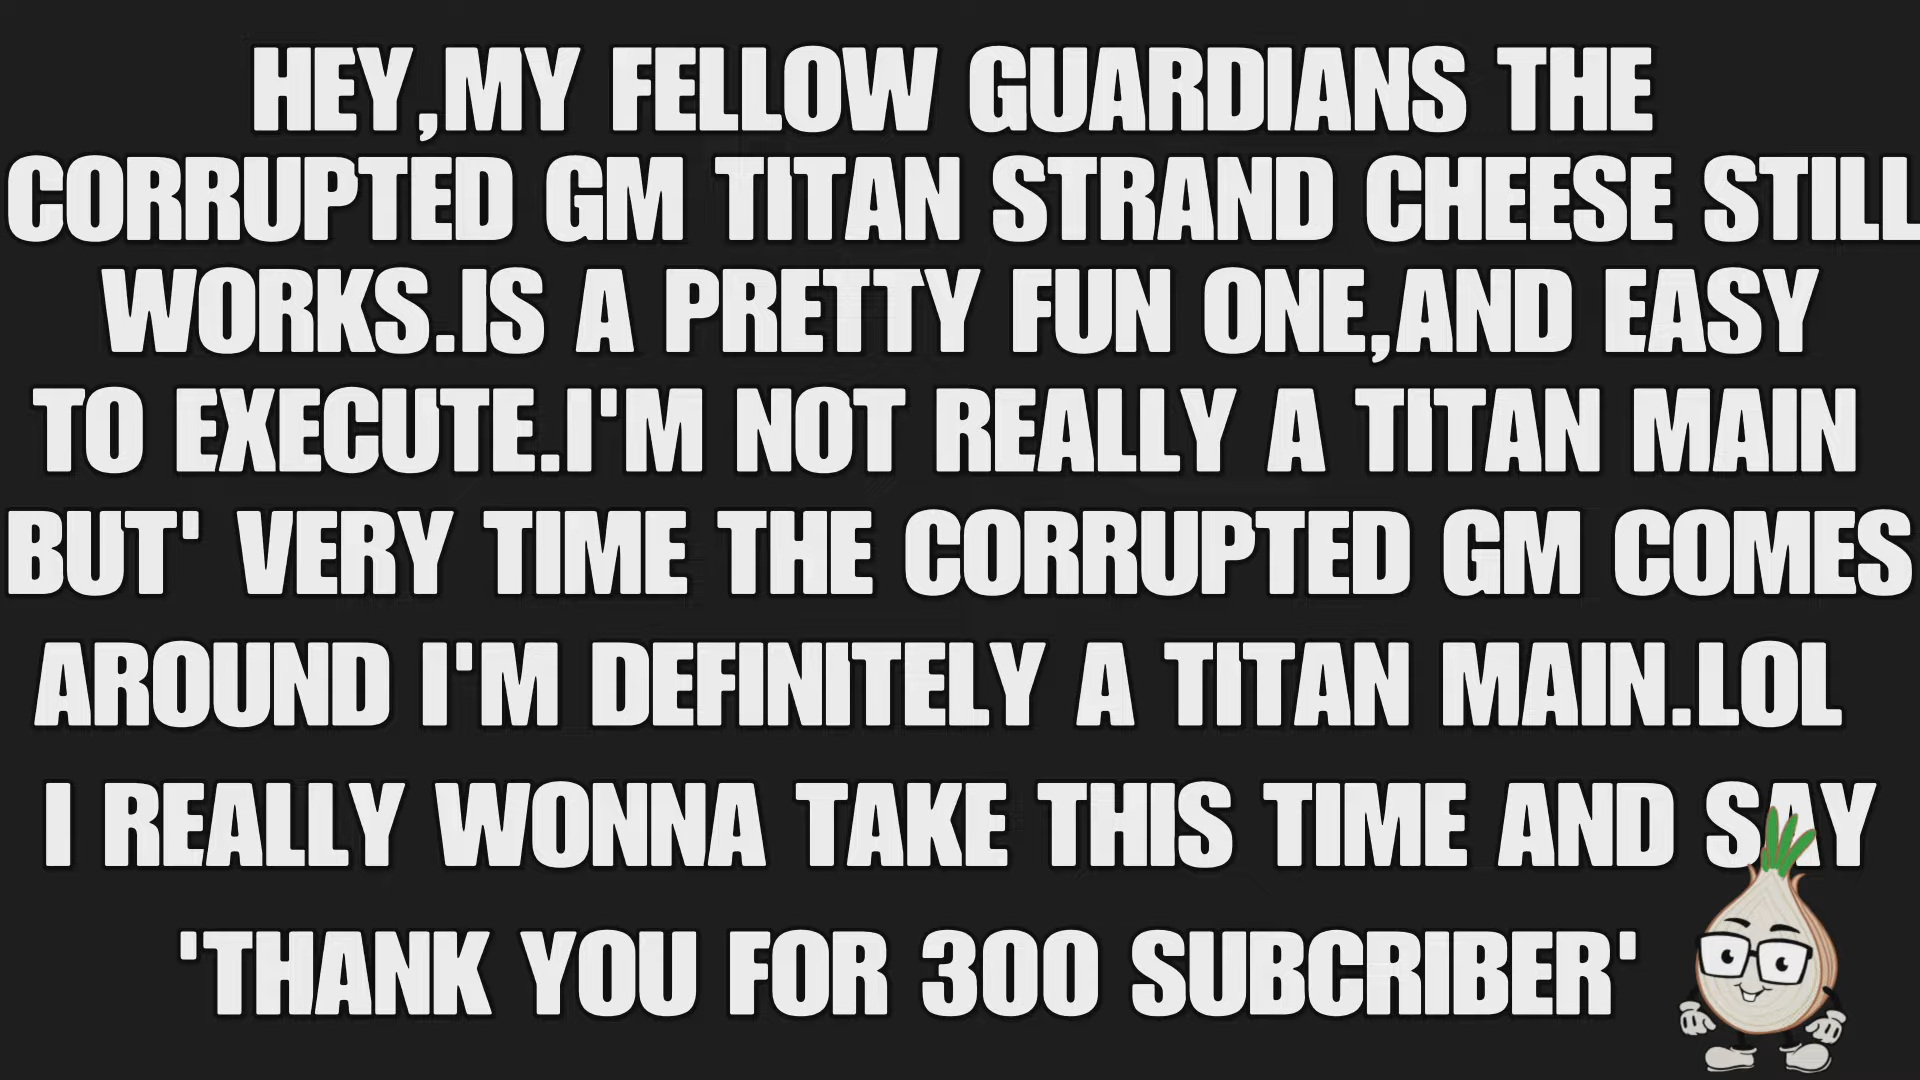 HEY,MY FELLOW GUARDIANS THE
CORRUPTED GM TITAN STRAND CHEESE STILL
WORKS.IS A PRETTY FUN ONE,AND EASY
TO EXECUTE.I'M NOT REALLY A TITAN MAIN
BUT' VERY TIME THE CORRUPTED GM COMES
AROUND I'M DEFINITELY A TITAN MAIN.LOL
I REALLY WONNA TAKE THIS TIME AND SAY
'THANK YOU FOR 300 SUBCRIBER'